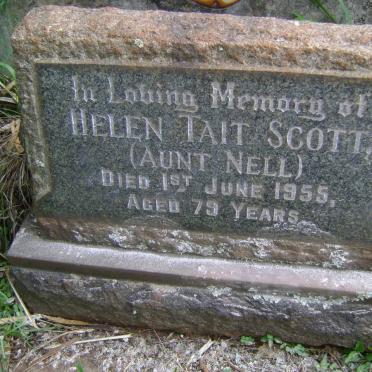 In Loving Memory of
HELEN TAIT SCOTT,
(AUNT NELL)
DIED 1ST JUNE 1955,
AGED 79 YEARS.